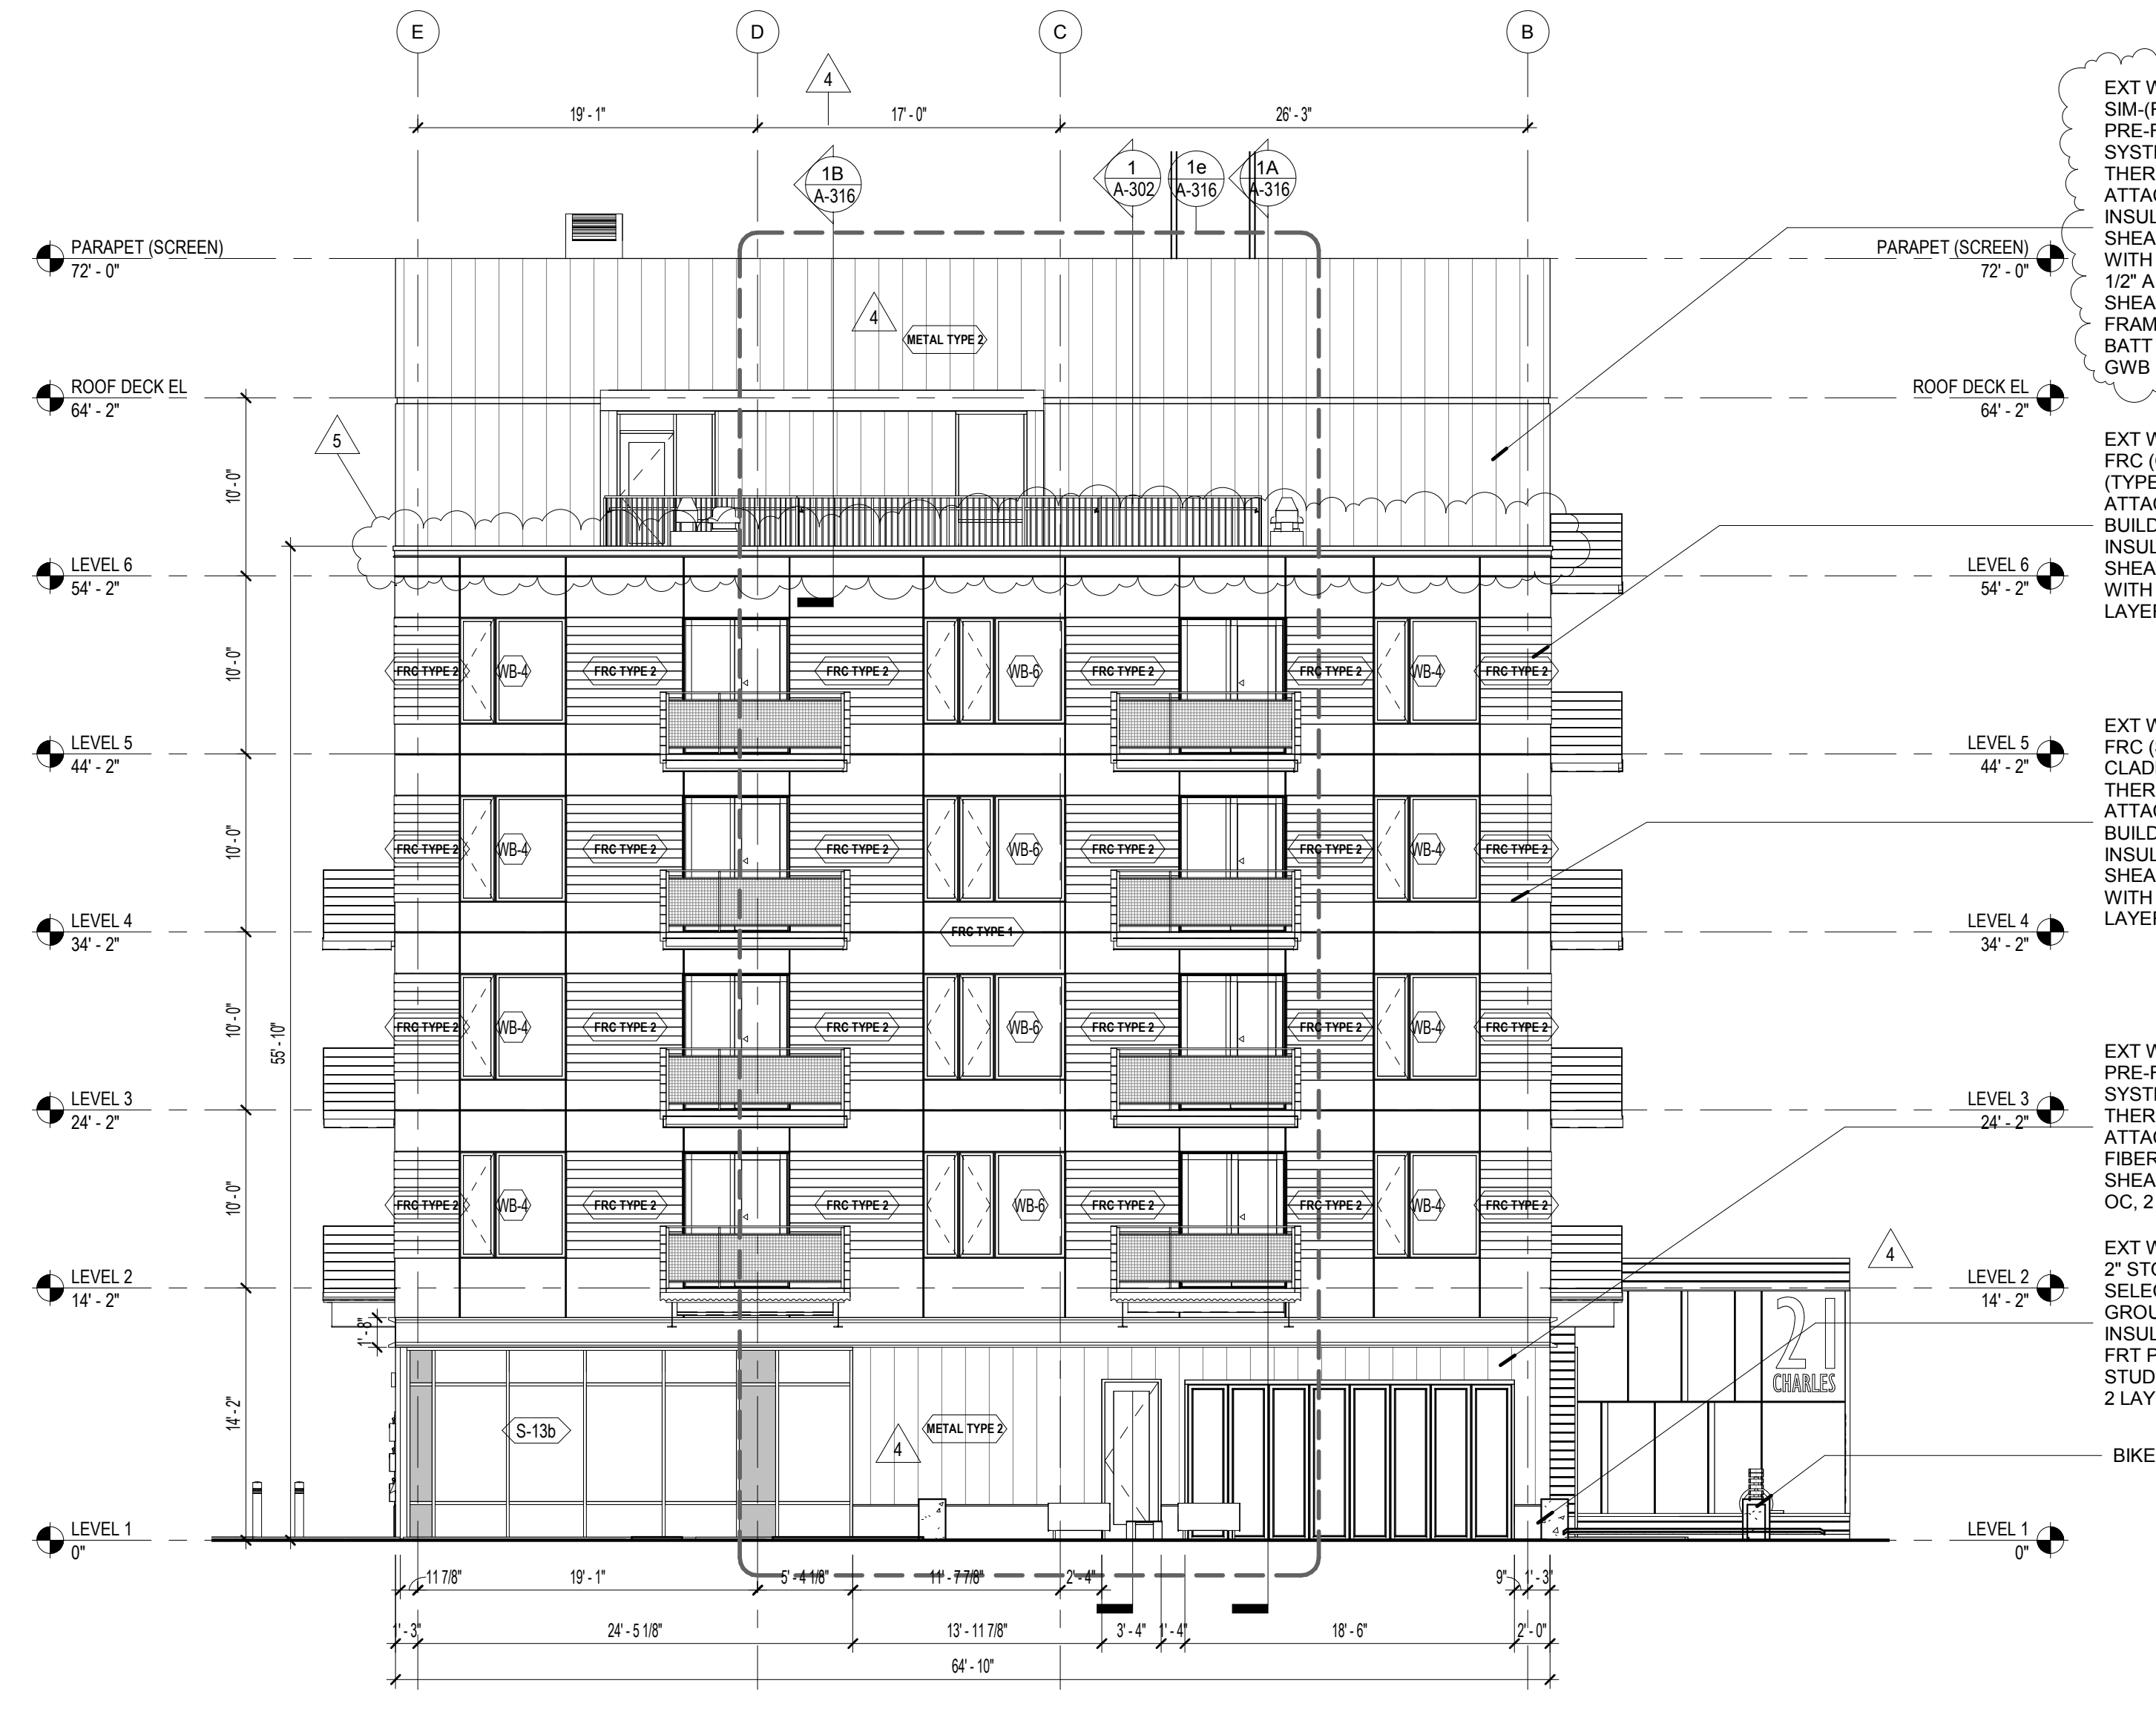 E
D
C
B
4
19' - 1"
17' - 0"
26' - 3"
1B
A-316
1
A-302
1e
A-316
1A
A-316
PARAPET (SCREEN)
72' - 0"
PARAPET (SCREEN)
72' - 0"
4
METAL TYPE 2
ROOF DECK EL
64' - 2"
ROOF DECK EL
64' - 2"
5
10' - 0"
LEVEL 6
54' - 2"
LEVEL 6
54' - 2"
10' - 0"
FRC TYPE 2
WB-4
FRC TYPE 2
FRC TYPE 2
WB-6
FRC TYPE 2
FRC TYPE 2
WB-4
FRC TYPE 2
LEVEL 5
44' - 2"
LEVEL 5
44' - 2"
10' - 0"
FRC TYPE 2
WB-4
FRC TYPE 2
FRC TYPE 2
WB-6
FRC TYPE 2
FRC TYPE 2
WB-4
FRC TYPE 2
LEVEL 4
34' - 2"
FRC TYPE 1
LEVEL 4
34' - 2"
10' - 0"
55' - 10"
FRC TYPE 2
WB-4
FRC TYPE 2
FRC TYPE 2
WB-6
FRC TYPE 2
FRC TYPE 2
WB-4
FRC TYPE 2
LEVEL 3
24' - 2"
LEVEL 3
24' - 2"
10' - 0"
FRC TYPE 2
WB-4
FRC TYPE 2
FRC TYPE 2
WB-6
FRC TYPE 2
FRC TYPE 2
WB-4
FRC TYPE 2
4
LEVEL 2
14' - 2"
LEVEL 2
14' - 2"
1' - 8"
21
CHARLES
14' - 2"
S-13b
4
METAL TYPE 2
LEVEL 1
0"
LEVEL 1
0"
11 7/8"
19' - 1"
5' - 4 1/8"
11' - 7 7/8"
2' - 4"
9"
1' - 3"
1' - 3"
24' - 5 1/8"
13' - 11 7/8"
3' - 4"
1' - 4"
18' - 6"
2' - 0"
64' - 10"
EXT W
SIM-(F
PRE-F
SYSTE
THER
ATTAC
INSUL
SHEA
WITH
1/2" A
SHEA
FRAM
BATT
GWB
EXT W
FRC (
(TYPE
ATTAC
BUILD
INSUL
SHEA
WITH
LAYER
EXT W
FRC (
CLAD
THER
ATTAC
BUILD
INSUL
SHEA
WITH
LAYER
EXT W
PRE-F
SYSTE
THER
ATTAC
FIBER
SHEA
OC, 2
EXT W
2" STO
SELEC
GROU
INSUL
FRT P
STUD
2 LAY
BIKE